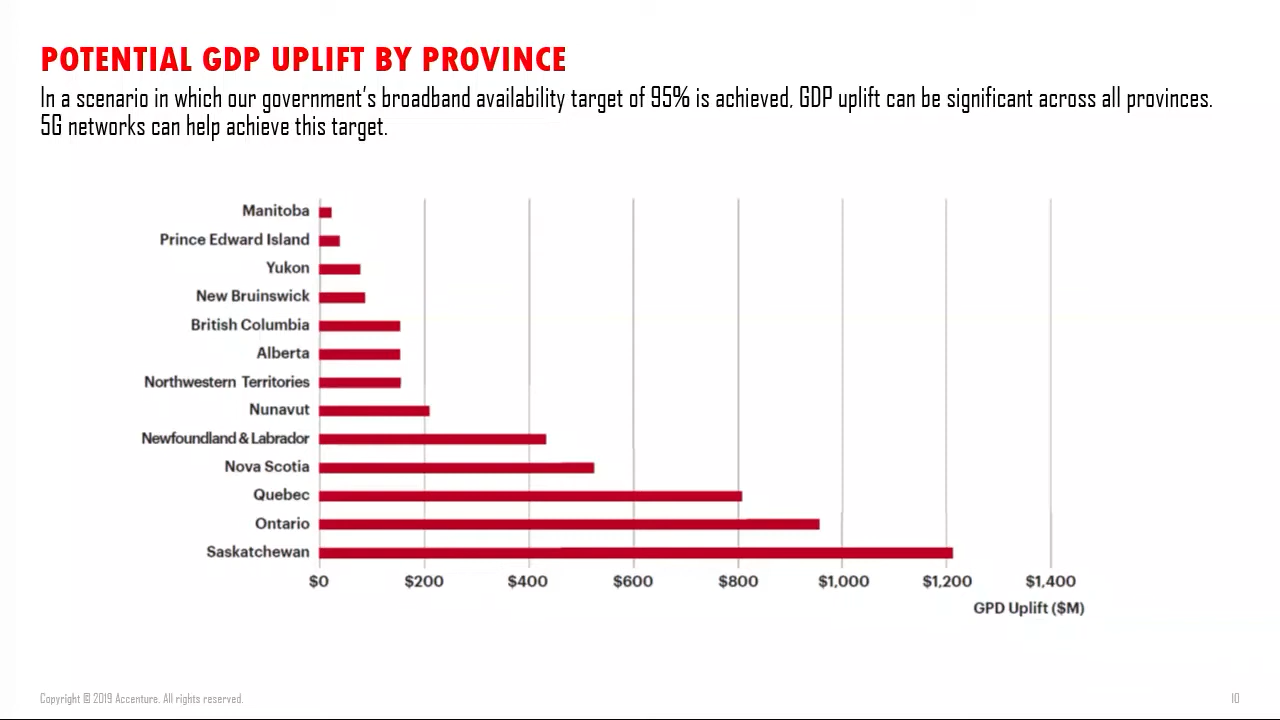 POTENTIAL GDP UPLIFT BY PROVINCE
In a scenario in which our government's broadband availability target of 95% is achieved, GDP uplift can be significant across all provinces.
5G networks can help achieve this target.
Manitoba
Prince Edward Island
Yukon
New Bruinswick
British Columbia
Alberta
Northwestern Territories
Nunavut
Newfoundland & Labrador
Nova Scotia
Quebec
Ontario
Saskatchewan
$0 $200 $400 $600 $800 $1,000 $1,200 $1,400
GPD Uplift ($M)
Copyright © 2019 Accenture. All rights reserved. 10